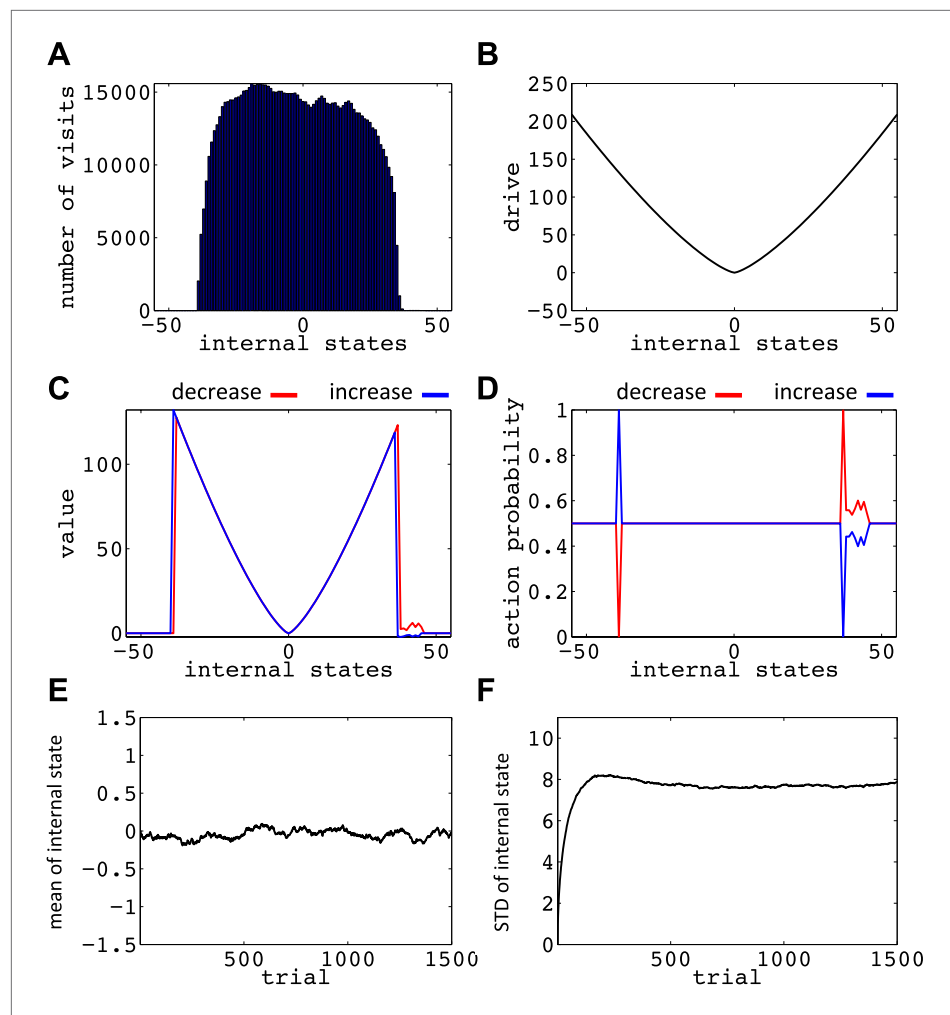 A
number of visits
15000
10000
5000
0
−50
0
50
internal states
B
drive
250
200
150
100
50
0
−50
−50
0
50
internal states
C
decrease
increase
value
100
50
0
−50
0
50
internal states
D
decrease
increase
action probability
1
0.8
0.6
0.4
0.2
0
−50
0
50
internal states
E
mean of internal state
1.5
1
0.5
0
−0.5
−1
−1.5
500
1000
1500
trial
F
STD of internal state
10
8
6
4
2
0
500
1000
1500
trial